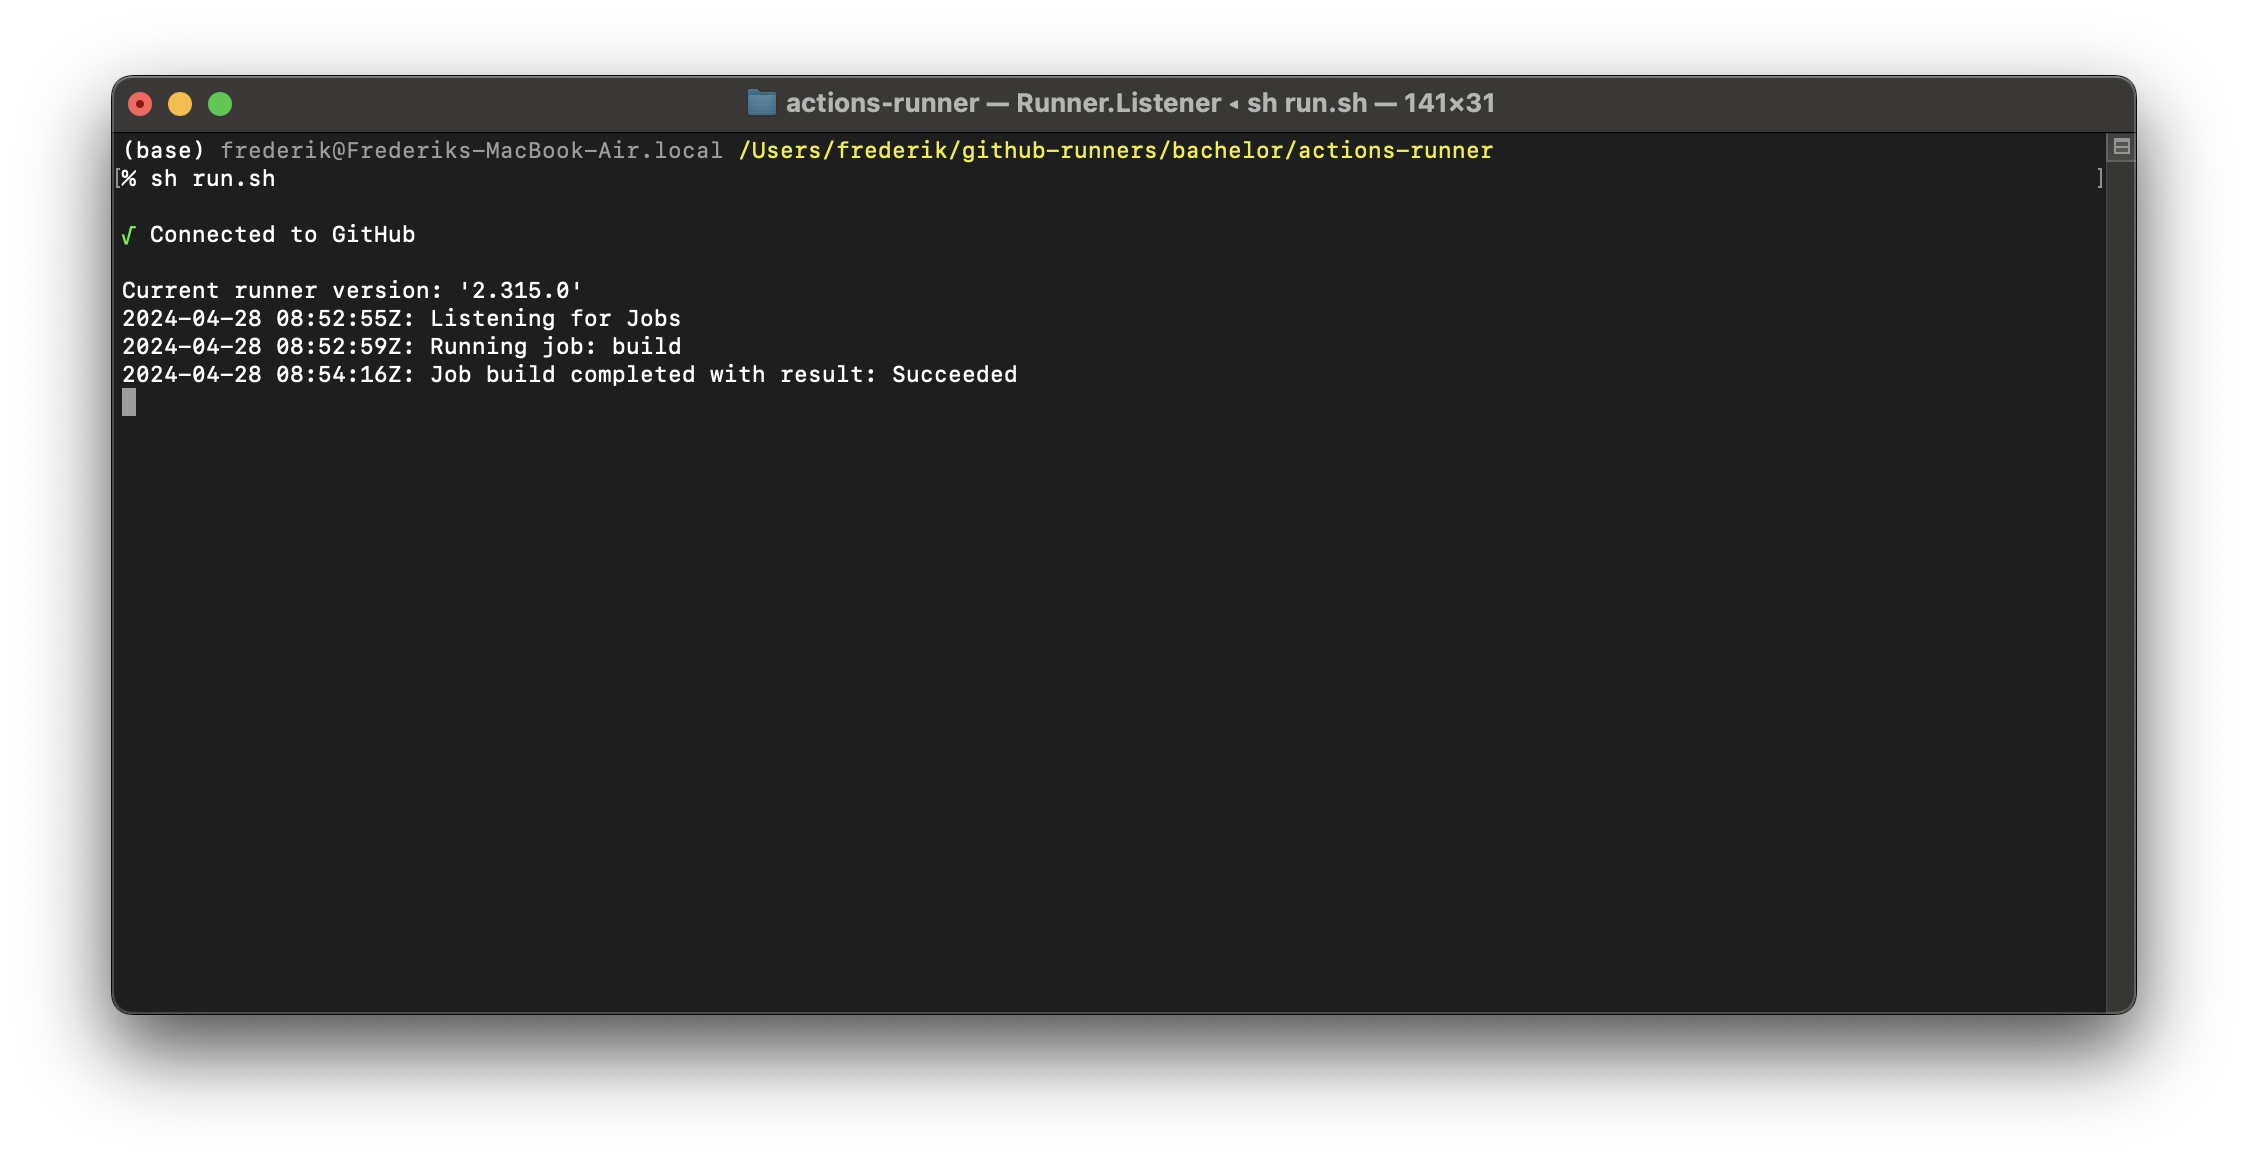 actions-runner — Runner.Listener ◂ sh run.sh — 141×31
(base) frederik@Frederiks-MacBook-Air.local /Users/frederik/github-runners/bachelor/actions-runner
[% sh run.sh ]
√ Connected to GitHub
Current runner version: '2.315.0'
2024-04-28 08:52:55Z: Listening for Jobs
2024-04-28 08:52:59Z: Running job: build
2024-04-28 08:54:16Z: Job build completed with result: Succeeded